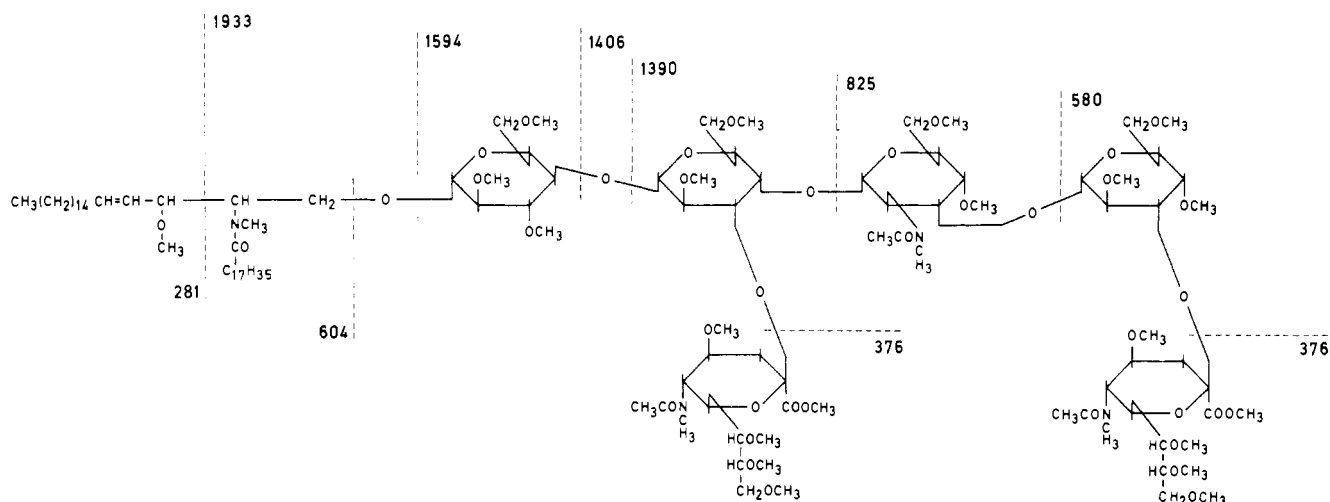 1933
1594
1406
1390
825
580
CH2OCH3 CH2OCH3 CH2OCH3 CH2OCH3
O O O O
OCH3 OCH3 OCH3
CH3(CH2)14 CH=CH-CH CH CH2 O O O OCH3 O OCH3
O NCH3 OCH3 CH3CON
CH3 CO C
C17H35 H3
281
604
O O
376 376
OCH3 OCH3
O O
CH3CON COOCH3 CH3CON COOCH3
C C
H3 H3
HCOCH3 HCOCH3
HCOCH3 HCOCH3
CH2OCH3 CH2OCH3